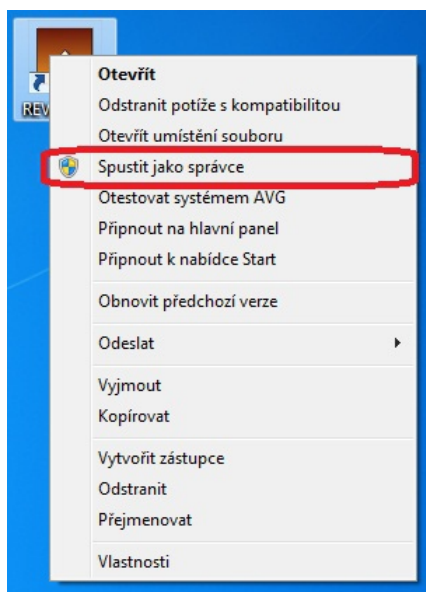 REV
Otevřít
Odstranit potíže s kompatibilitou
Otevřít umístění souboru
Spustit jako správce
Otestovat systémem AVG
Připnout na hlavní panel
Připnout k nabídce Start
Obnovit předchozí verze
Odeslat
Vyjmout
Kopírovat
Vytvořit zástupce
Odstranit
Přejmenovat
Vlastnosti